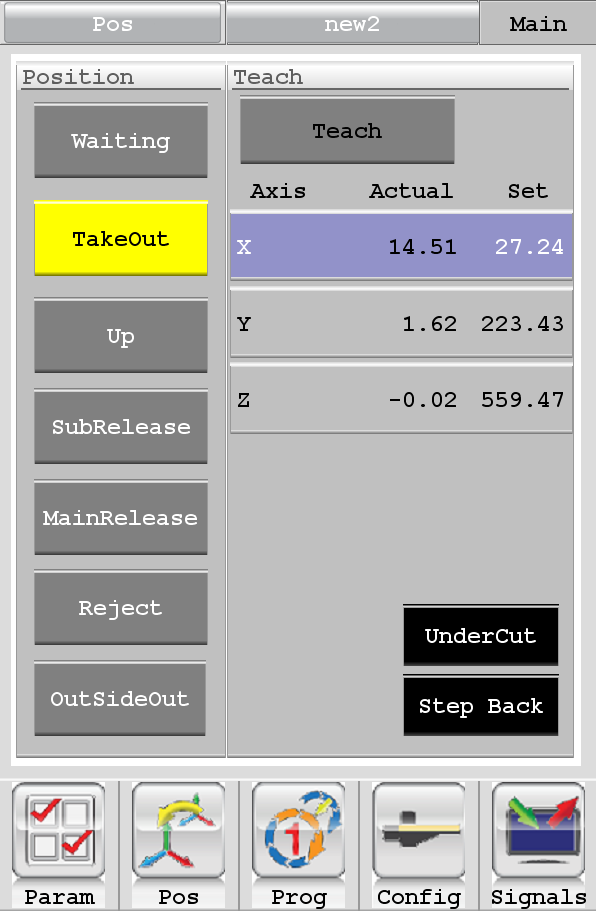 Pos new2 Main
Position
Teach
Waiting
TakeOut
Up
SubRelease
MainRelease
Reject
OutSideOut
Teach
Axis Actual Set
X 14.51 27.24
Y 1.62 223.43
Z -0.02 559.47
UnderCut
Step Back
1
Param Pos Prog Config Signals